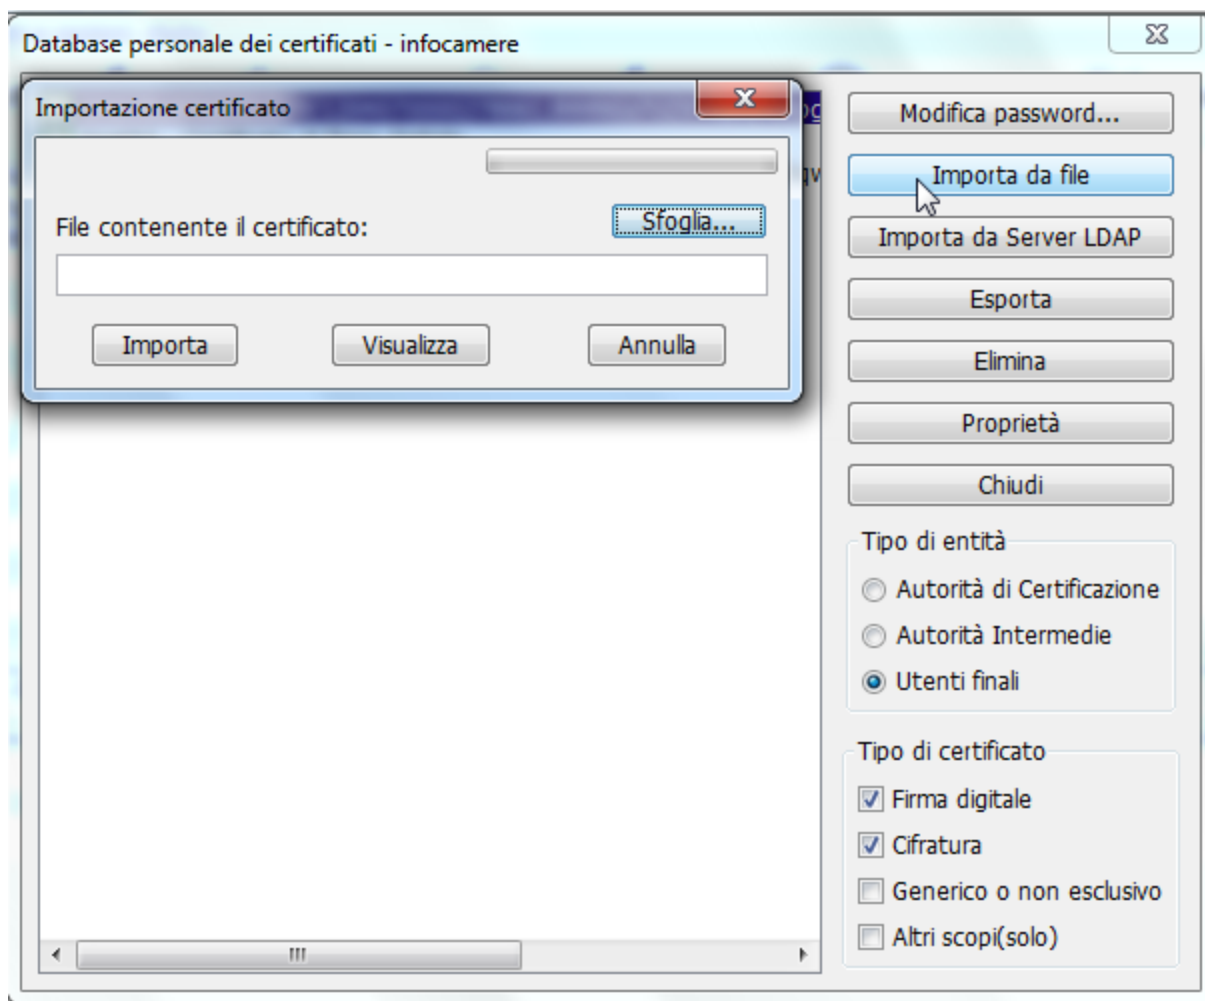 Database personale dei certificati - infocamere
Importazione certificato
File contenente il certificato:
Sfoglia...
Importa
Visualizza
Annulla
Modifica password...
Importa da file
Importa da Server LDAP
Esporta
Elimina
Proprietà
Chiudi
Tipo di entità
Autorità di Certificazione
Autorità Intermedie
Utenti finali
Tipo di certificato
Firma digitale
Cifratura
Generico o non esclusivo
Altri scopi(solo)